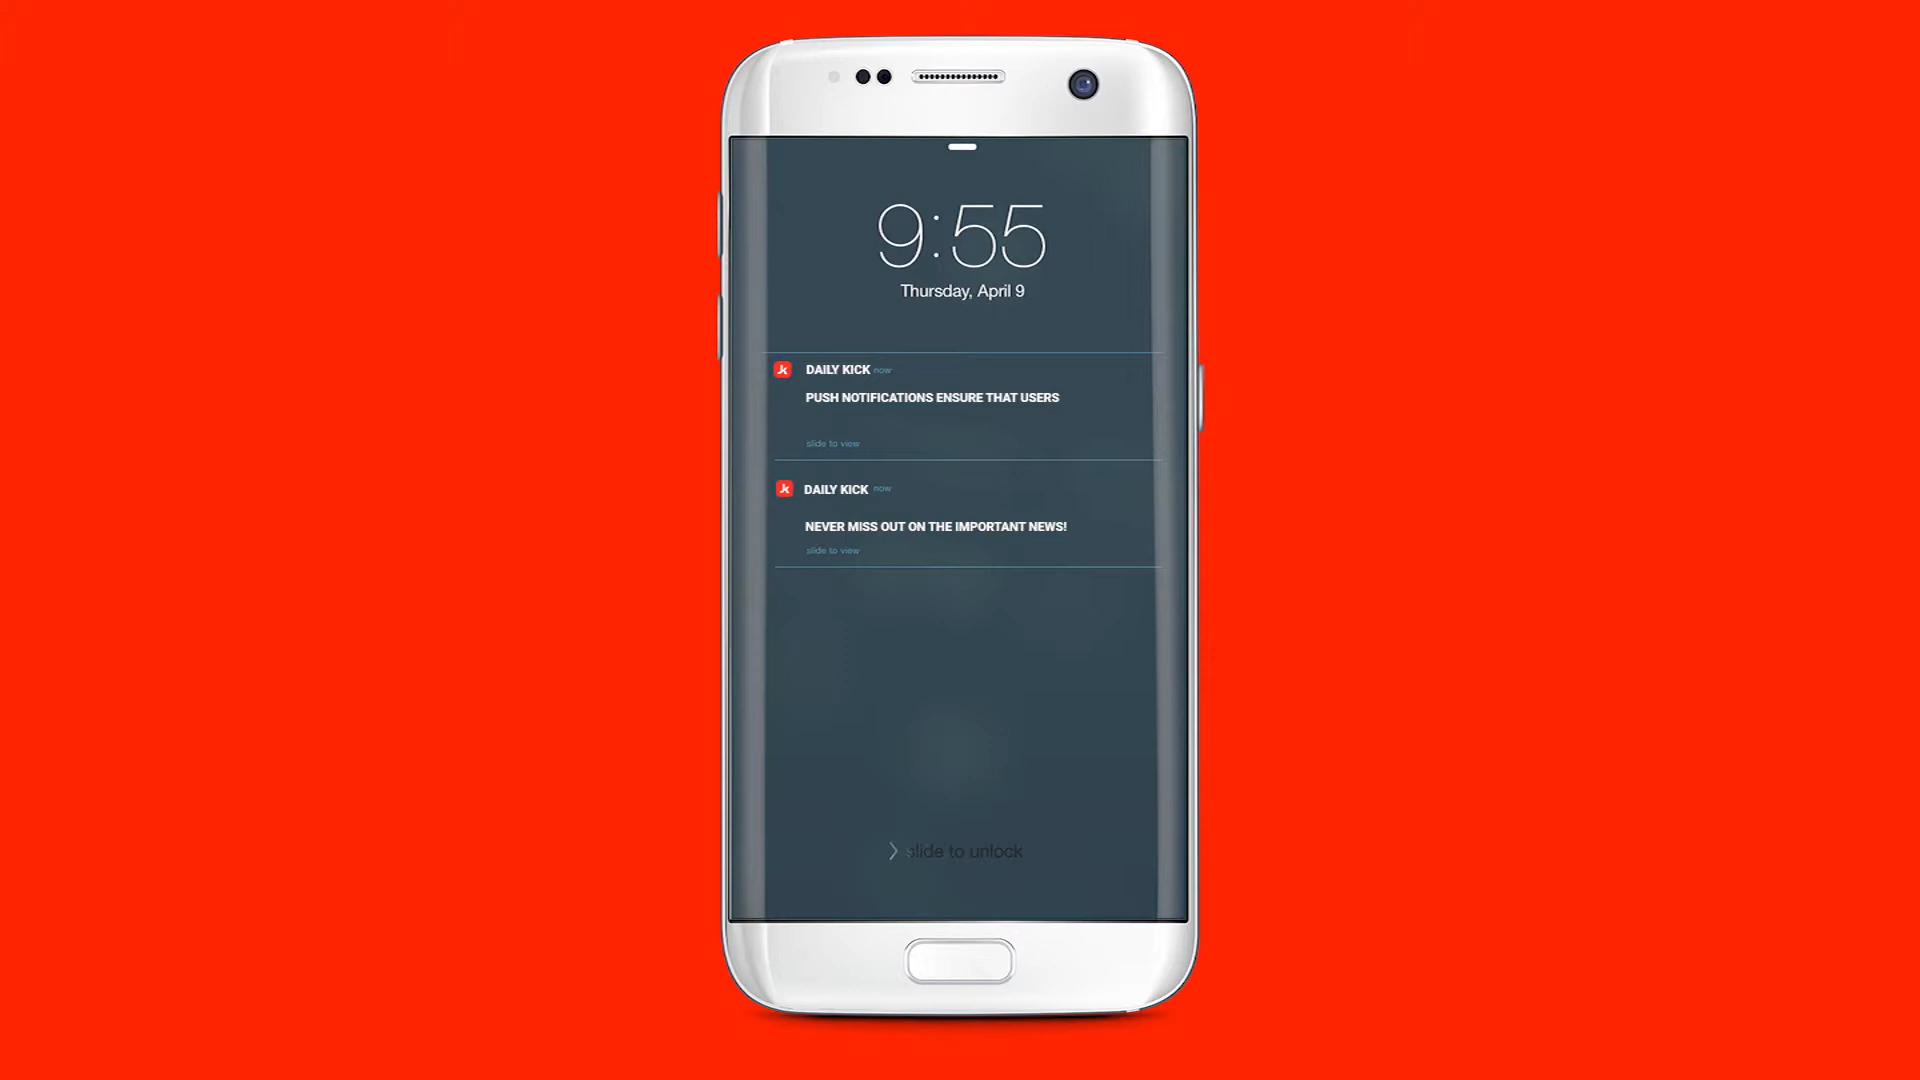 9:55
Thursday, April 9
DAILY KICK now
PUSH NOTIFICATIONS ENSURE THAT USERS
slide to view
DAILY KICK now
NEVER MISS OUT ON THE IMPORTANT NEWS!
slide to view
slide to unlock